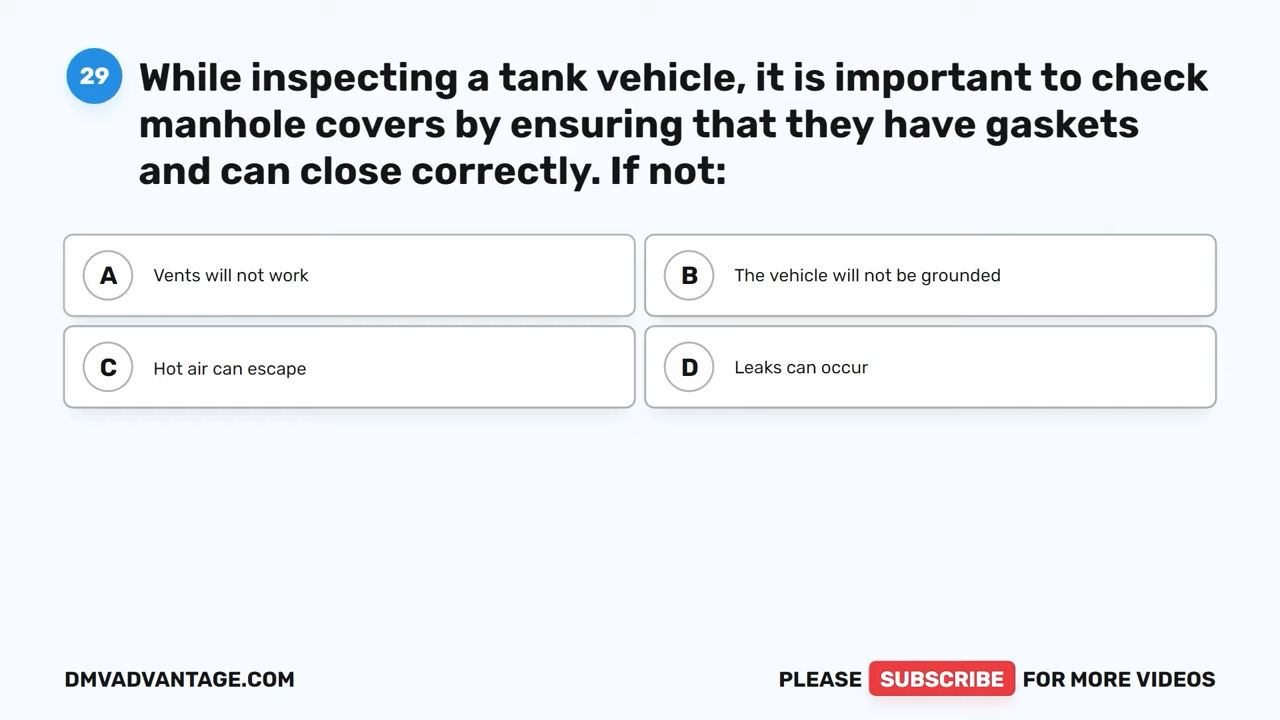 29
While inspecting a tank vehicle, it is important to check
manhole covers by ensuring that they have gaskets
and can close correctly. If not:
A Vents will not work
B The vehicle will not be grounded
C Hot air can escape
D Leaks can occur
DMVADVANTAGE.COM
PLEASE SUBSCRIBE FOR MORE VIDEOS